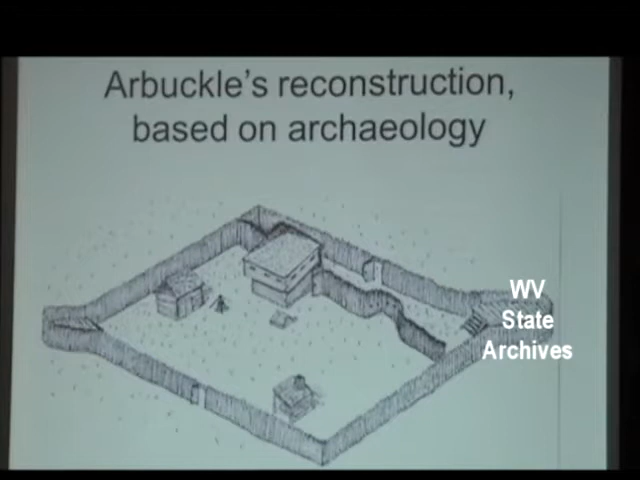 Arbuckle's reconstruction,
based on archaeology
WV
State
Archives